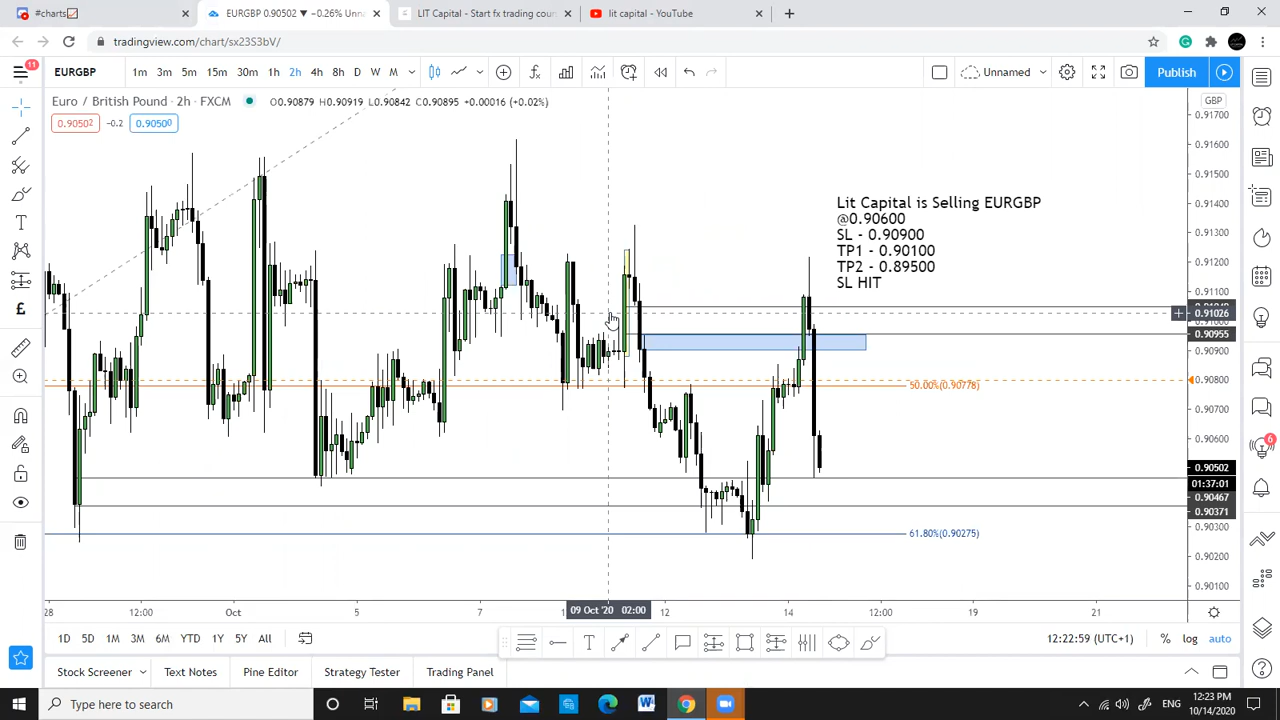 #charts
EURGBP 0.90502 ▼ −0.26% Unna
LIT Capital - Start fx trading cour
lit capital - YouTube
tradingview.com/chart/sx23S3bV/
11
EURGBP
1m 3m 5m 15m 30m 1h 2h 4h 8h D W M
Unnamed
Publish
Euro / British Pound · 2h · FXCM
O0.90879 H0.90919 L0.90842 C0.90895 +0.00016 (+0.02%)
0.90502
-0.2
0.90500
GBP
0.91700
0.91600
0.91500
0.91400
0.91300
0.91200
0.91100
0.91026
0.90955
0.90900
0.90800
0.90700
0.90600
0.90502
01:37:01
0.90467
0.90371
0.90300
0.90200
0.90100
Lit Capital is Selling EURGBP
@0.90600
SL - 0.90900
TP1 - 0.90100
TP2 - 0.89500
SL HIT
50.00%(0.90778)
61.80%(0.90275)
6
28 12:00 Oct 5 7 09 Oct '20 02:00 12 14 12:00 19 21
1D 5D 1M 3M 6M YTD 1Y 5Y All
12:22:59 (UTC+1)
% log auto
Stock Screener
Text Notes
Pine Editor
Strategy Tester
Trading Panel
Type here to search
ENG
12:23 PM
10/14/2020